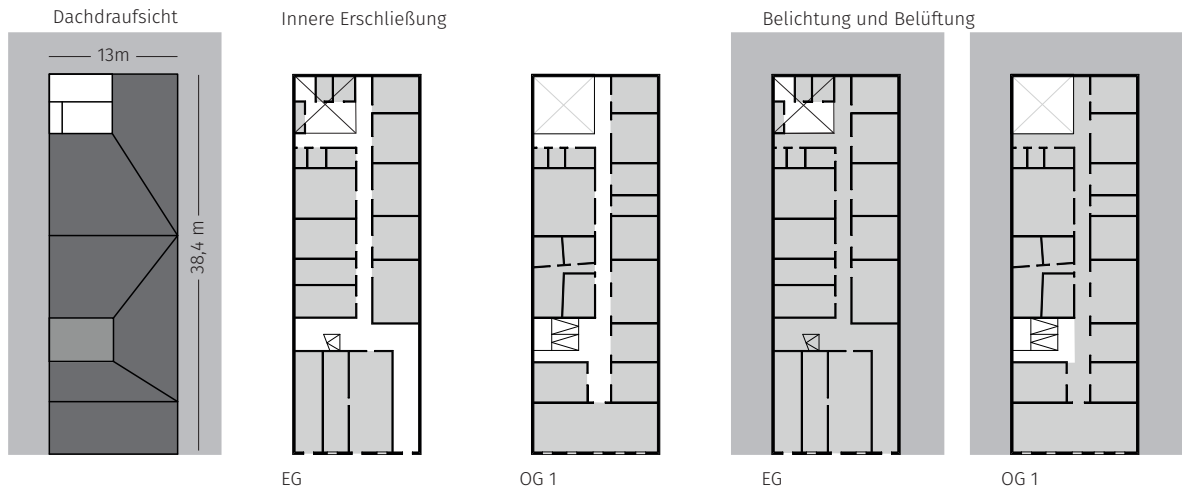 Dachdraufsicht
Innere Erschließung
Belichtung und Belüftung
13m
38,4 m
EG
OG 1
EG
OG 1